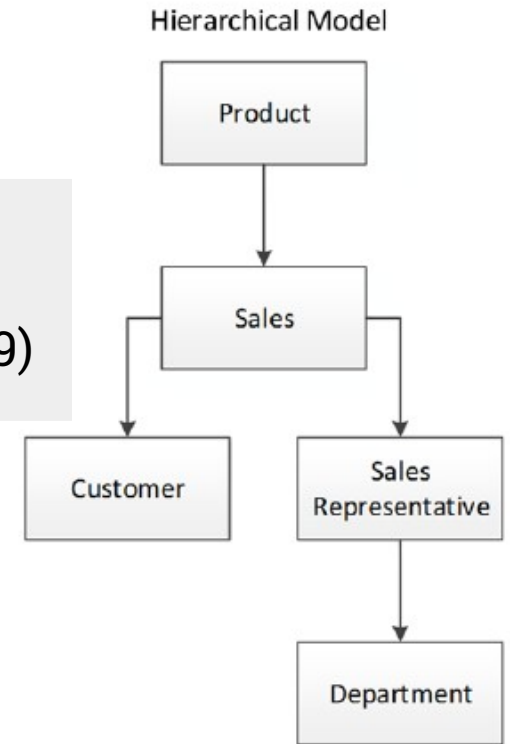 Hierarchical Model
Product
9)
Sales
Customer
Sales
Representative
Department